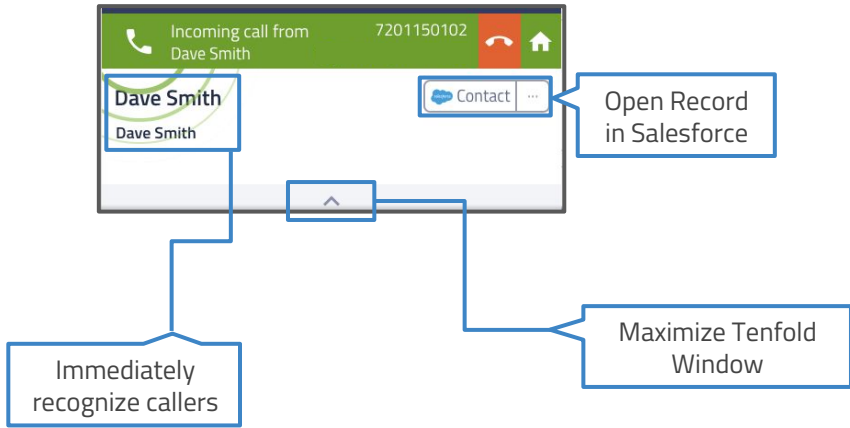 Incoming call from
Dave Smith
7201150102
Dave Smith
Dave Smith
Contact ...
Open Record
in Salesforce
Maximize Tenfold
Window
Immediately
recognize callers